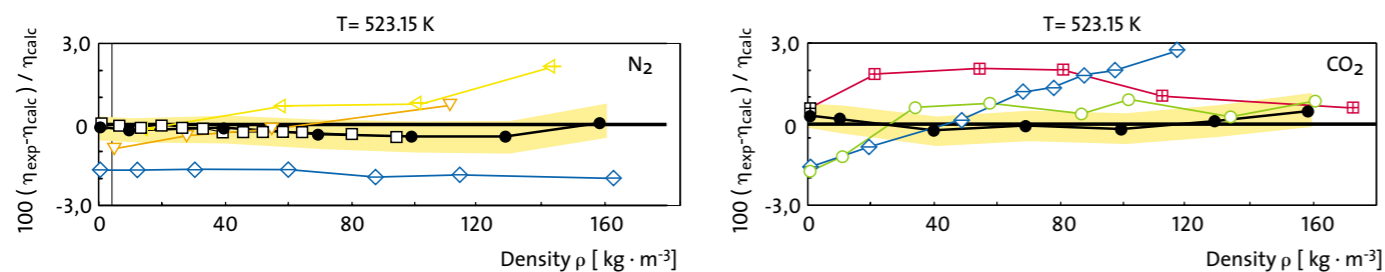 T= 523.15 K
100 ( ηexp-ηcalc) / ηcalc
3,0
0
-3,0
N2
0 40 80 120 160
Density ρ [ kg · m-3]
T= 523.15 K
100 ( ηexp-ηcalc) / ηcalc
3,0
0
-3,0
CO2
0 40 80 120 160
Density ρ [ kg · m-3]